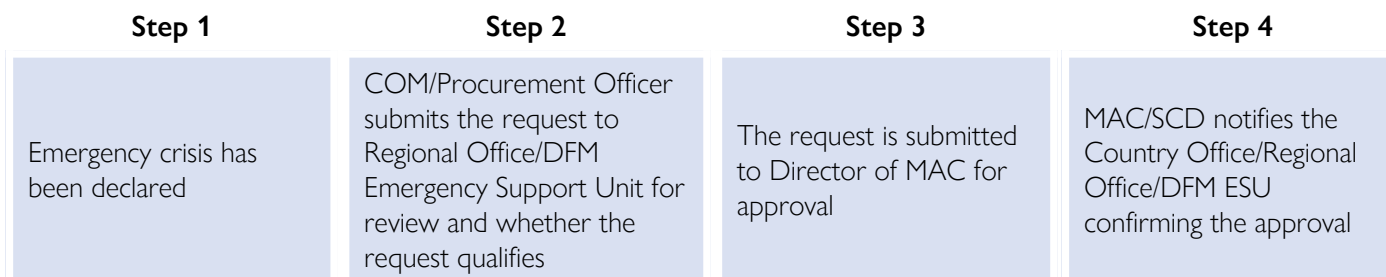 Step 1
Emergency crisis has
been declared
Step 2
COM/Procurement Officer
submits the request to
Regional Office/DFM
Emergency Support Unit for
review and whether the
request qualifies
Step 3
The request is submitted
to Director of MAC for
approval
Step 4
MAC/SCD notifies the
Country Office/Regional
Office/DFM ESU
confirming the approval